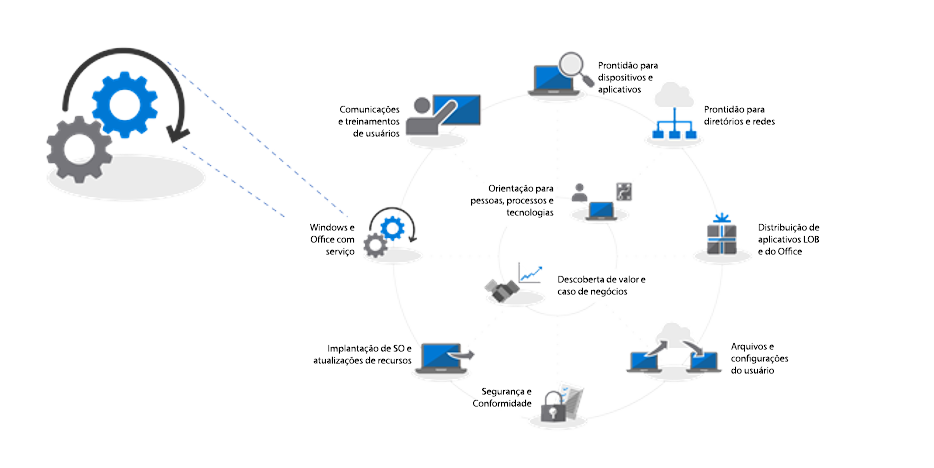 Prontidão para
dispositivos e
aplicativos
Comunicações
e treinamentos
de usuários
Prontidão para
diretórios e redes
Orientação para
pessoas, processos e
tecnologias
Windows e
Office com
serviço
Distribuição de
aplicativos LOB
e do Office
Descoberta de valor e
caso de negócios
Implantação de SO e
atualizações de recursos
Arquivos e
configurações
do usuário
Segurança e
Conformidade